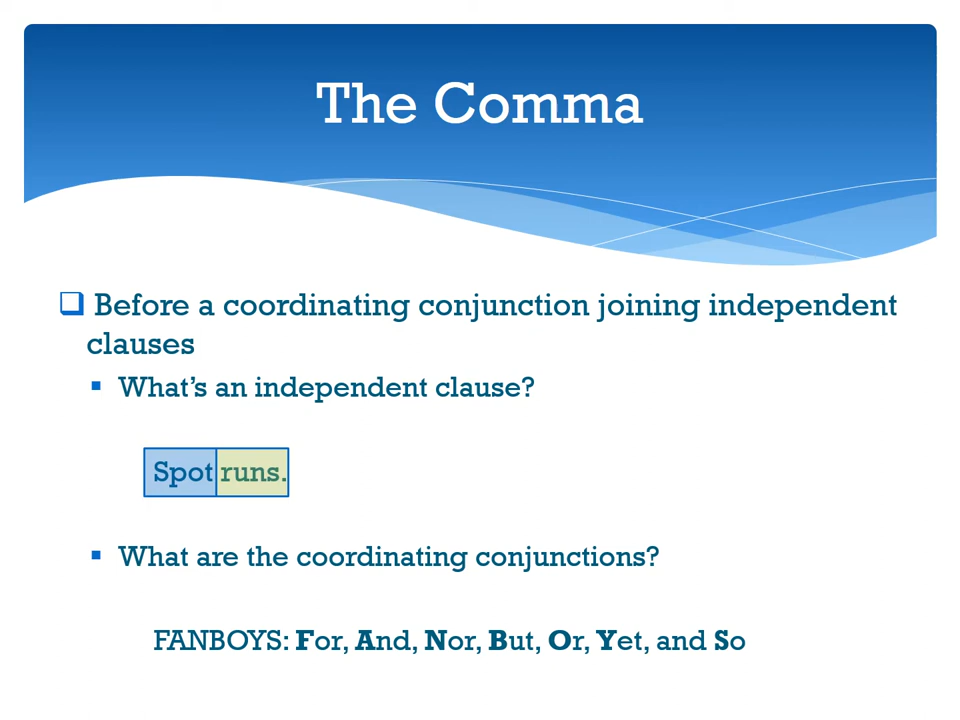 The Comma
Before a coordinating conjunction joining independent
clauses
What's an independent clause?
Spot runs.
What are the coordinating conjunctions?
FANBOYS: For, And, Nor, But, Or, Yet, and So